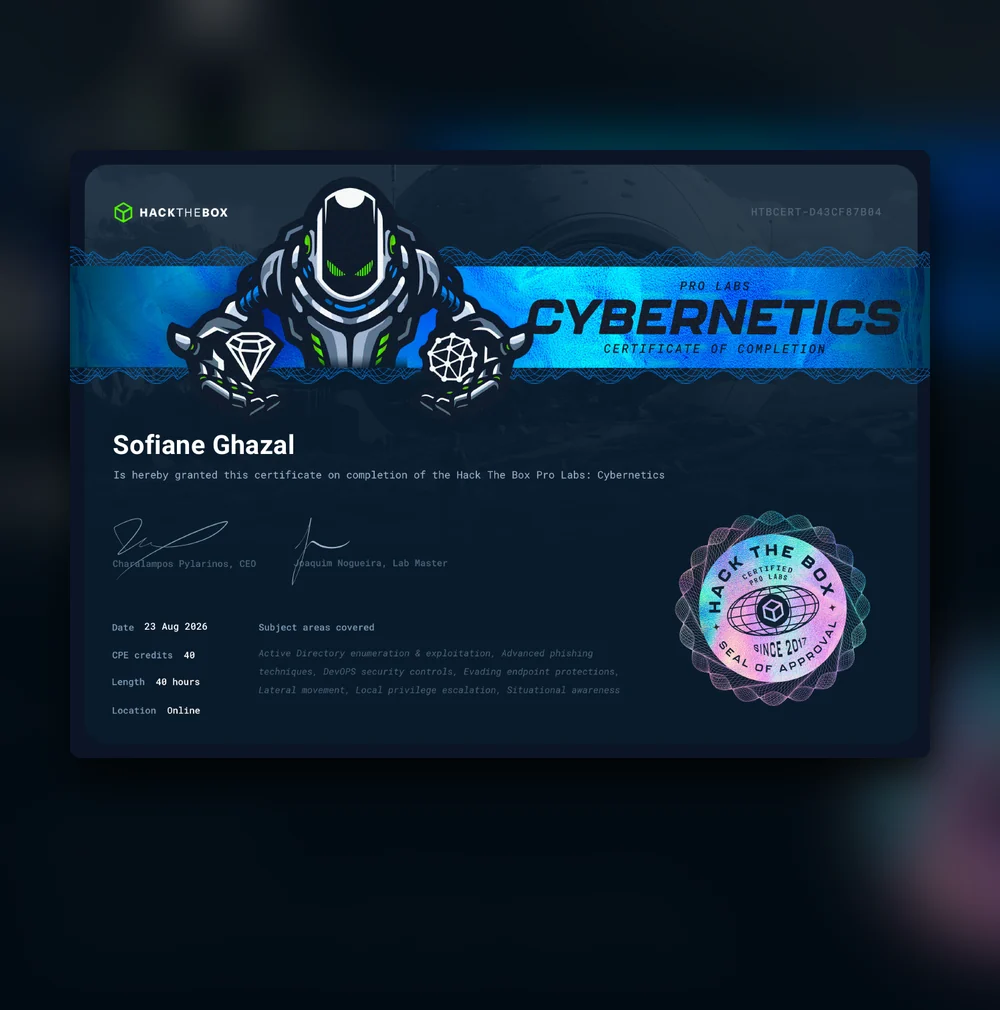 HACKTHEBOX
HTBCERT-D43CF87B04
PRO LABS
CYBERNETICS
CERTIFICATE OF COMPLETION
Sofiane Ghazal
Is hereby granted this certificate on completion of the Hack The Box Pro Labs: Cybernetics
Charalampos Pylarinos, CEO
Joaquim Nogueira, Lab Master
Date 23 Aug 2026
CPE credits 40
Length 40 hours
Location Online
Subject areas covered
Active Directory enumeration & exploitation, Advanced phishing
techniques, DevOPS security controls, Evading endpoint protections,
Lateral movement, Local privilege escalation, Situational awareness
HACK THE BOX
CERTIFIED
PRO LABS
SINCE 2017
SEAL OF APPROVAL